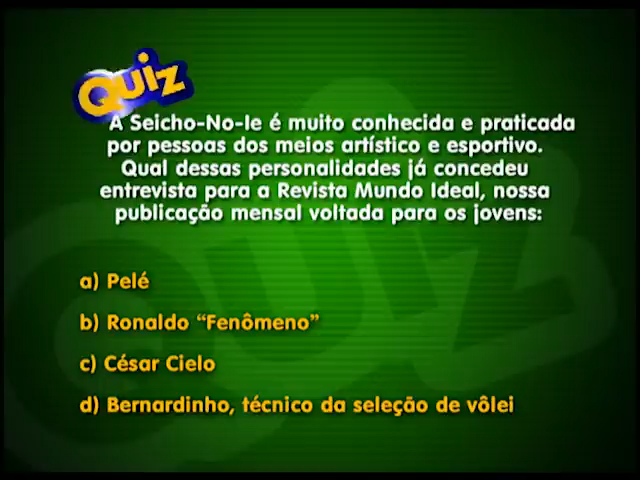 Quiz
A Seicho-No-Ie é muito conhecida e praticada
por pessoas dos meios artístico e esportivo.
Qual dessas personalidades já concedeu
entrevista para a Revista Mundo Ideal, nossa
publicação mensal voltada para os jovens:
a) Pelé
b) Ronaldo “Fenômeno”
c) César Cielo
d) Bernardinho, técnico da seleção de vôlei
QUIZ